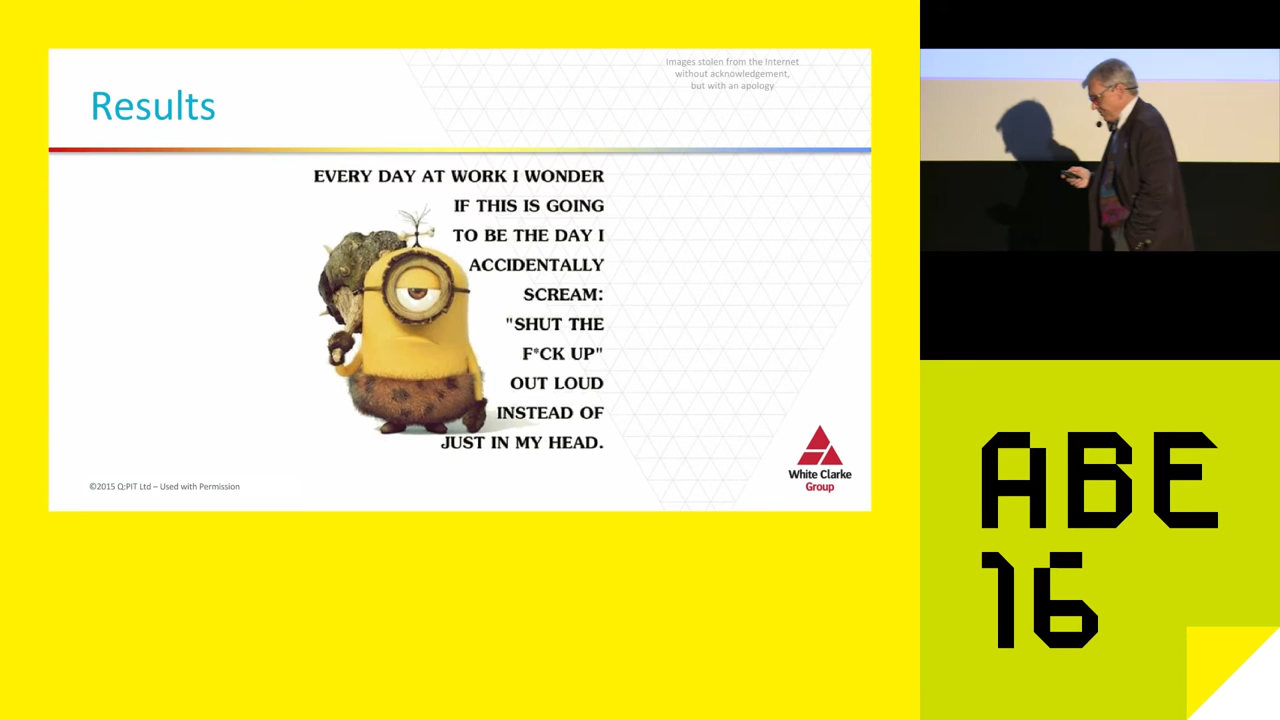 Images stolen from the Internet
without acknowledgement,
but with an apology
Results
EVERY DAY AT WORK I WONDER
IF THIS IS GOING
TO BE THE DAY I
ACCIDENTALLY
SCREAM:
"SHUT THE
F*CK UP"
OUT LOUD
INSTEAD OF
JUST IN MY HEAD.
White Clarke
Group
©2015 Q:PIT Ltd – Used with Permission
ABE
16